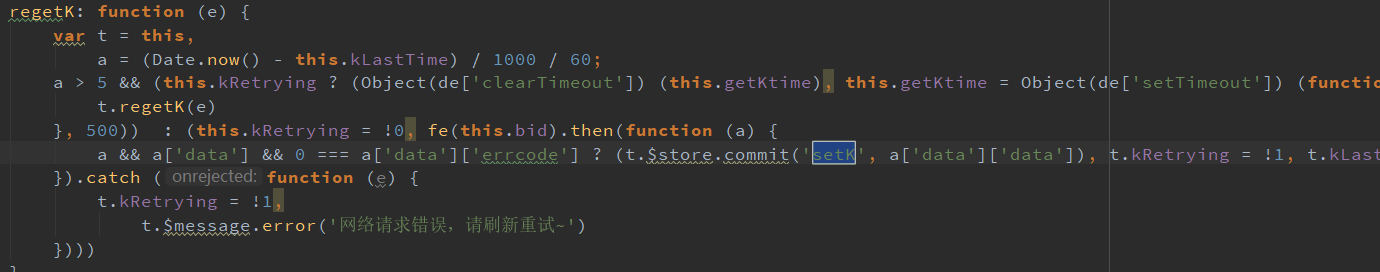 regetK: function (e) {
var t = this,
a = (Date.now() - this.kLastTime) / 1000 / 60;
a > 5 && (this.kRetrying ? (Object(de['clearTimeout']) (this.getKtime), this.getKtime = Object(de['setTimeout']) (functio
t.regetK(e)
}, 500)) : (this.kRetrying = !0, fe(this.bid).then(function (a) {
a && a['data'] && 0 === a['data']['errcode'] ? (t.$store.commit('setK', a['data']['data']), t.kRetrying = !1, t.kLast
}).catch ( onrejected: function (e) {
t.kRetrying = !1,
t.$message.error('网络请求错误，请刷新重试~')
})))